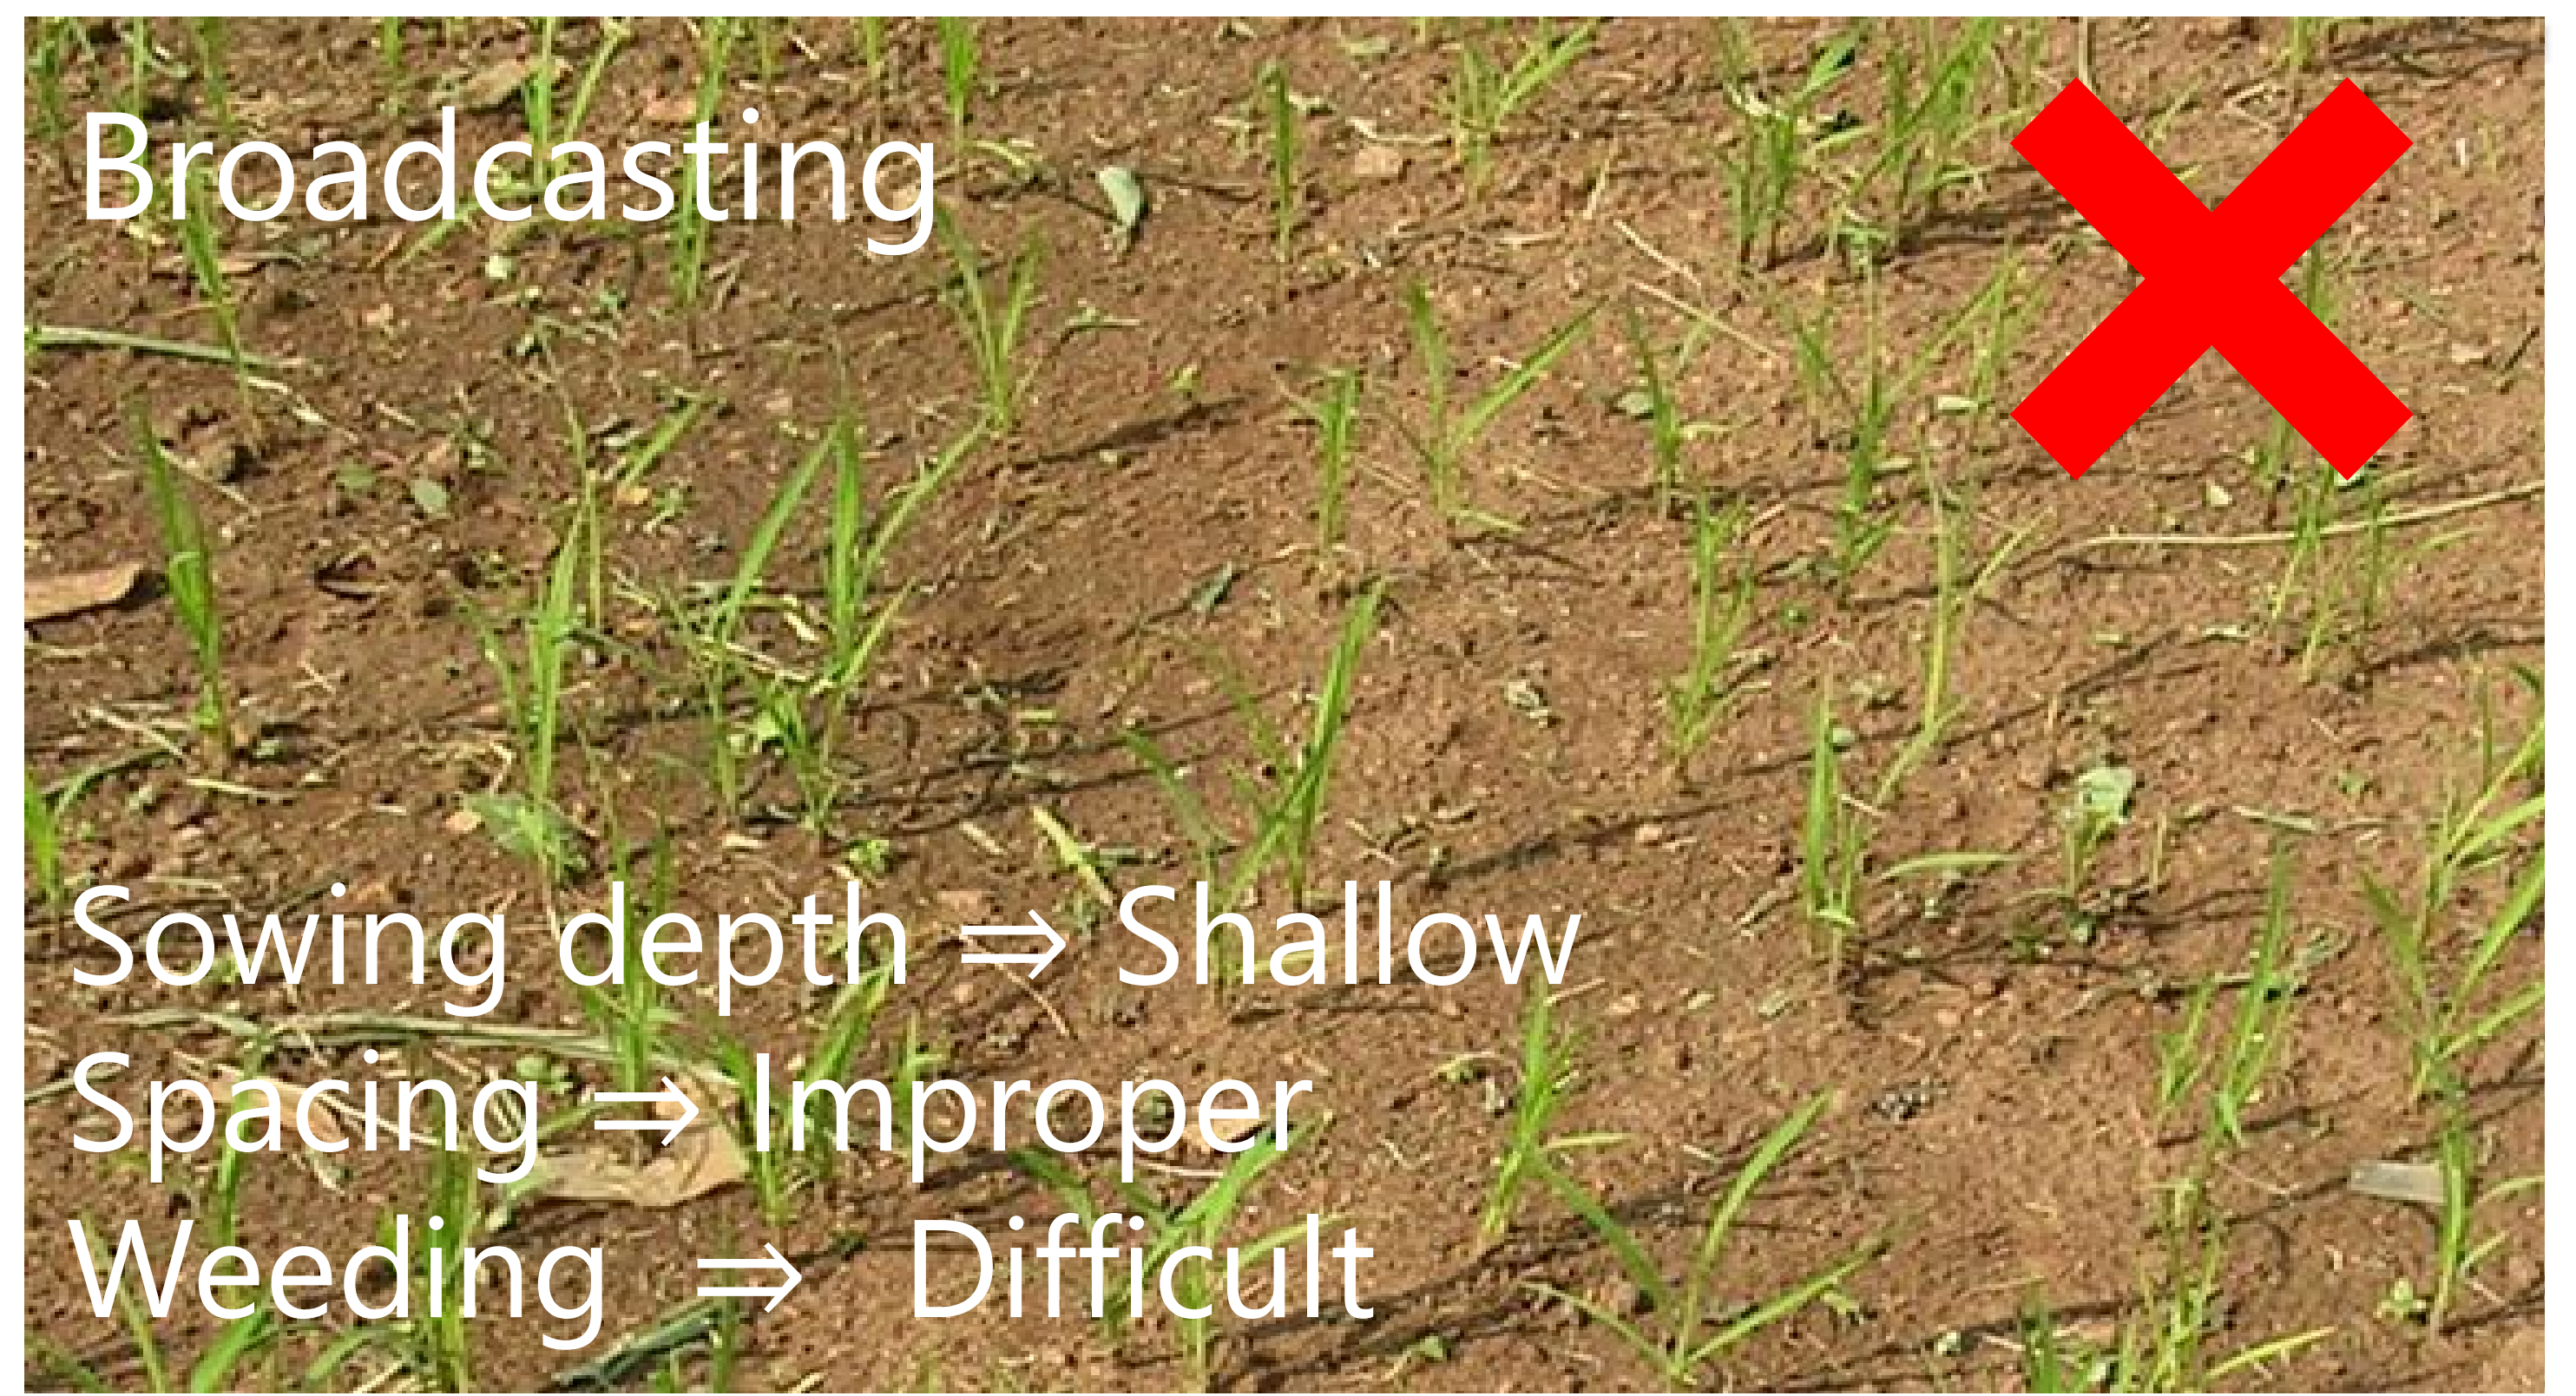 Broadcasting
Sowing depth ⇒ Shallow
Spacing ⇒ Improper
Weeding ⇒ Difficult